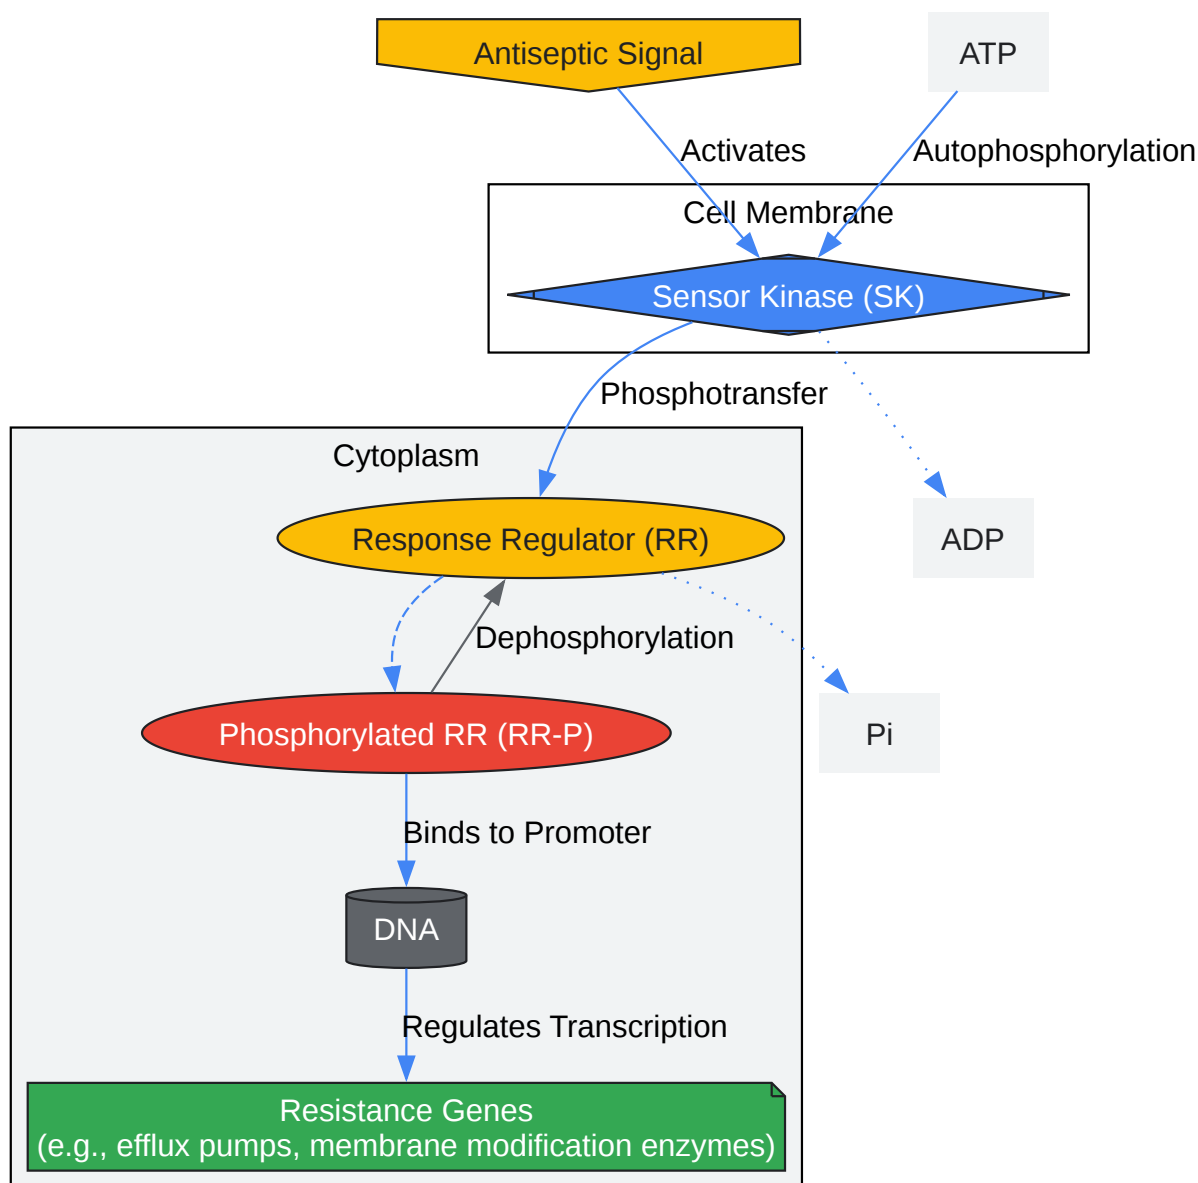 Antiseptic Signal
ATP
Activates
Autophosphorylation
Cell Membrane
Sensor Kinase (SK)
Phosphotransfer
Cytoplasm
Response Regulator (RR)
ADP
Dephosphorylation
Phosphorylated RR (RR-P)
Pi
Binds to Promoter
DNA
Regulates Transcription
Resistance Genes
(e.g., efflux pumps, membrane modification enzymes)